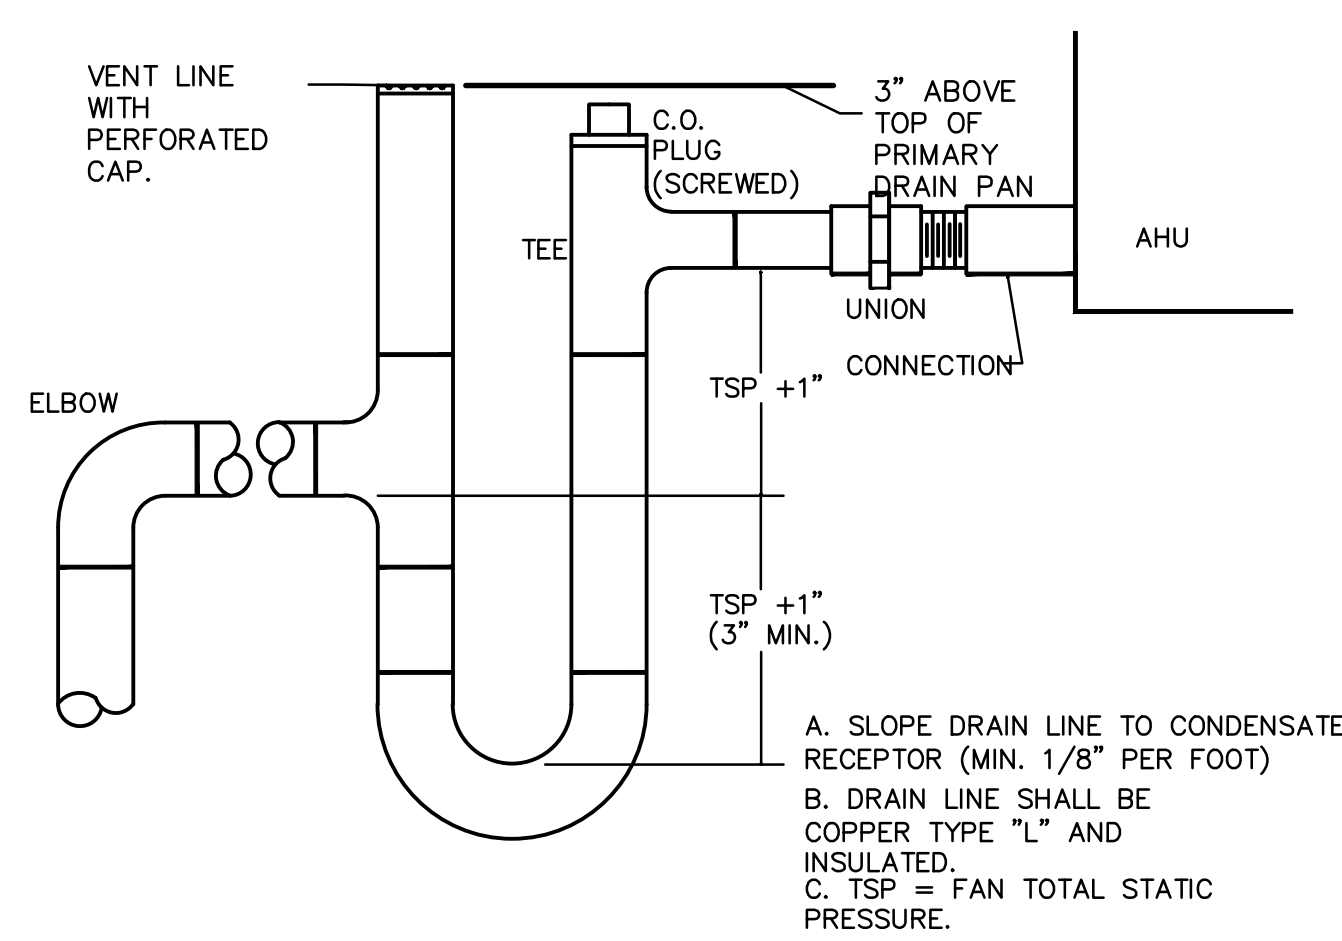 VENT LINE
WITH
PERFORATED
CAP.
3" ABOVE
TOP OF
PRIMARY
DRAIN PAN
C.O.
PLUG
(SCREWED)
TEE
AHU
UNION
CONNECTION
TSP +1"
ELBOW
TSP +1"
(3" MIN.)
A. SLOPE DRAIN LINE TO CONDENSATE
RECEPTOR (MIN. 1/8" PER FOOT)
B. DRAIN LINE SHALL BE
COPPER TYPE "L" AND
INSULATED.
C. TSP = FAN TOTAL STATIC
PRESSURE.